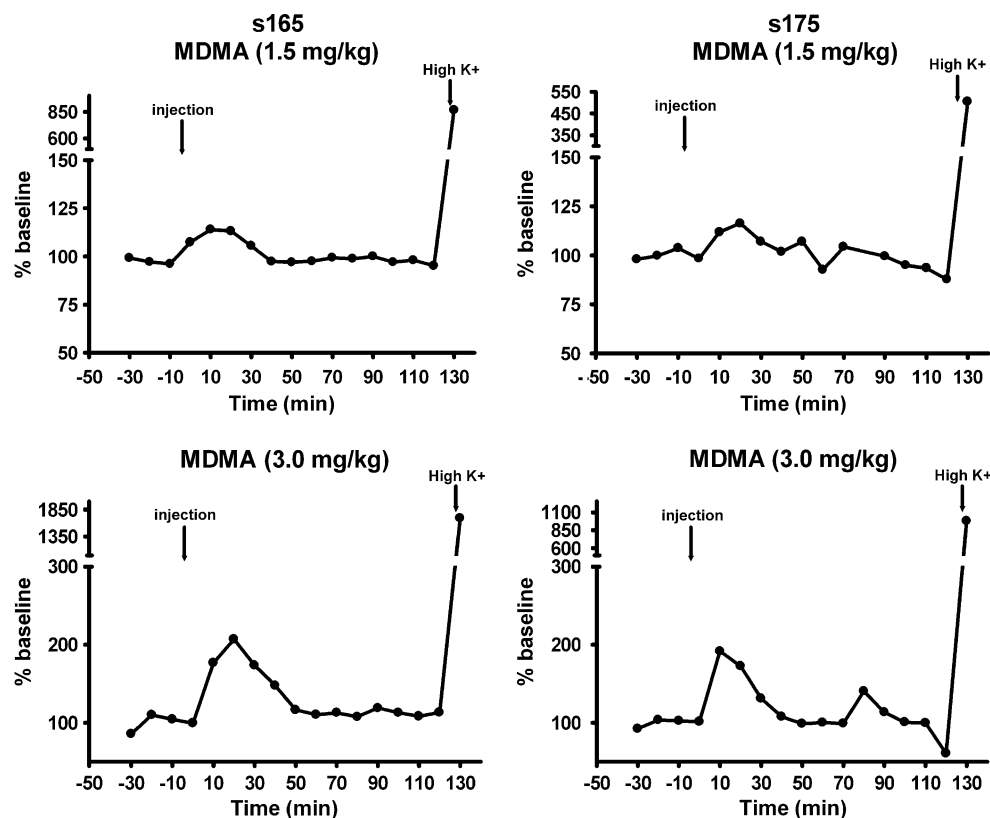 s165
MDMA (1.5 mg/kg)
High K+
injection
850
600
150
125
100
75
50
% baseline
-50 -30 -10 10 30 50 70 90 110 130
Time (min)
s175
MDMA (1.5 mg/kg)
High K+
injection
550
450
350
150
125
100
75
50
% baseline
-50 -30 -10 10 30 50 70 90 110 130
Time (min)
MDMA (3.0 mg/kg)
High K+
injection
1850
1350
300
200
100
% baseline
-50 -30 -10 10 30 50 70 90 110 130
Time (min)
MDMA (3.0 mg/kg)
High K+
injection
1100
850
600
300
200
100
% baseline
-50 -30 -10 10 30 50 70 90 110 130
Time (min)